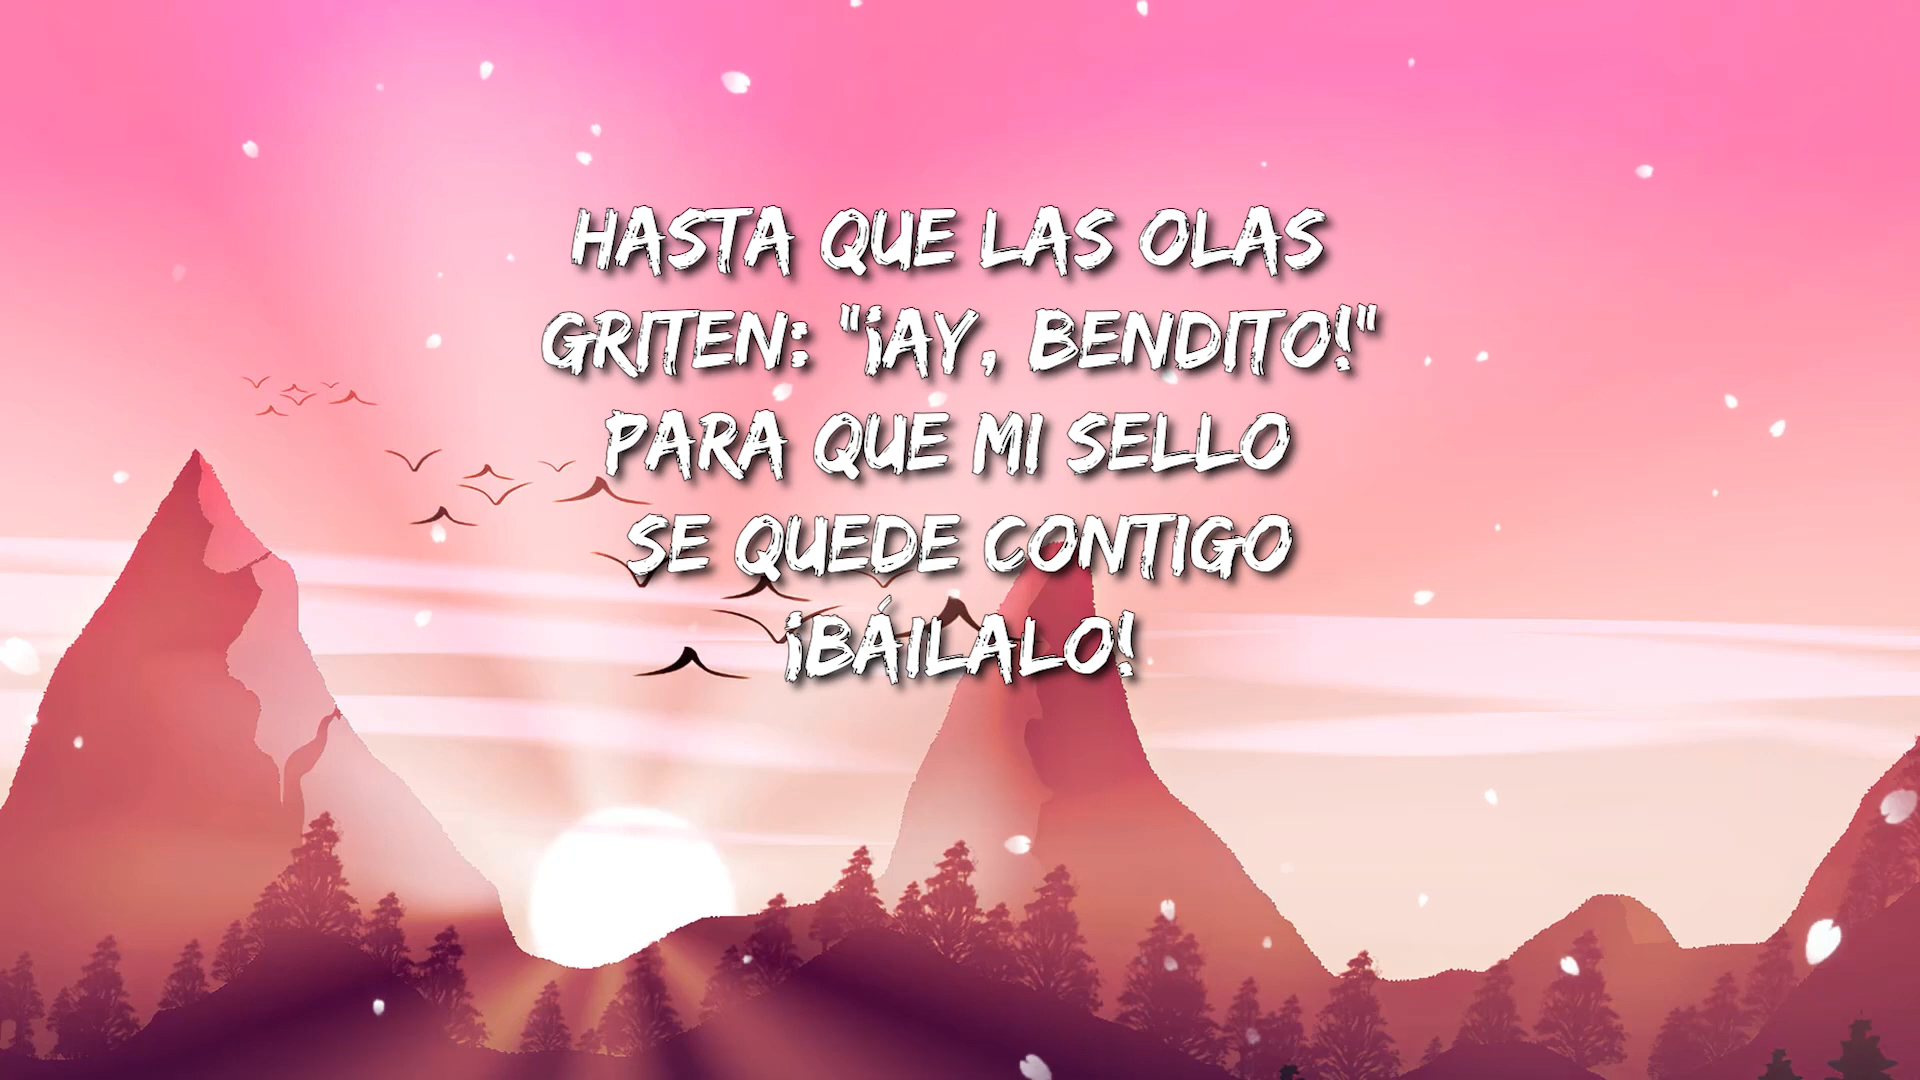 HASTA QUE LAS OLAS
GRITEN: "¡AY, BENDITO!"
PARA QUE MI SELLO
SE QUEDE CONTIGO
¡BÁILALO!